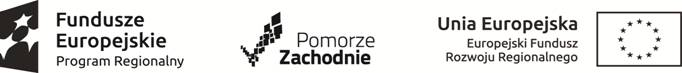 Fundusze
Europejskie
Program Regionalny
Pomorze
Zachodnie
Unia Europejska
Europejski Fundusz
Rozwoju Regionalnego